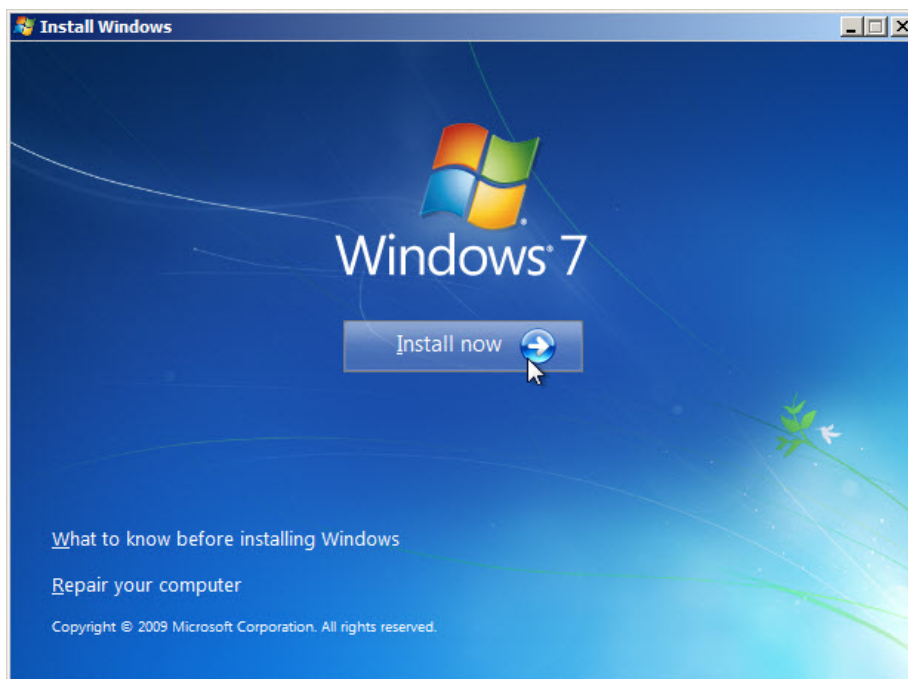 Install Windows
Windows® 7
Install now
What to know before installing Windows
Repair your computer
Copyright © 2009 Microsoft Corporation. All rights reserved.